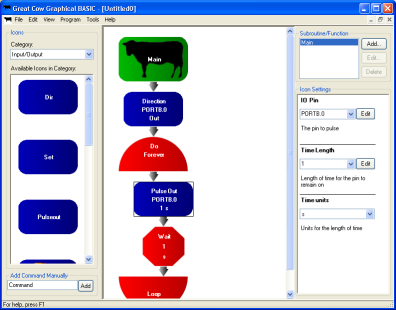 Great Cow Graphical BASIC - [Untitled0]
File Edit View Program Tools Help
Icons
Category:
Input/Output
Available Icons in Category:
Dir
Set
Pulseout
Add Command Manually
Command
Add
Main
Direction
PORTB.0
Out
Do
Forever
Pulse Out
PORTB.0
1 s
Wait
1
s
Loop
Subroutine/Function
Main
Add...
Edit...
Delete
Icon Settings
IO Pin
PORTB.0
Edit
The pin to pulse
Time Length
1
Edit
Length of time for the pin to
remain on
Time units
s
Units for the length of time
For help, press F1